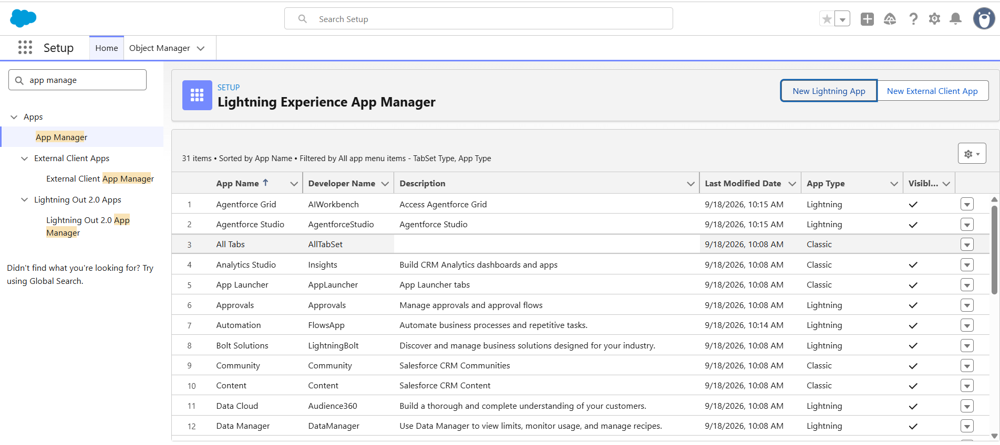 Search Setup
Setup
Home
Object Manager
app manage
Apps
App Manager
External Client Apps
External Client App Manager
Lightning Out 2.0 Apps
Lightning Out 2.0 App
Manager
Didn't find what you're looking for? Try
using Global Search.
SETUP
Lightning Experience App Manager
New Lightning App
New External Client App
31 items • Sorted by App Name • Filtered by All app menu items - TabSet Type, App Type
App Name Developer Name Description Last Modified Date App Type Visibl...
1 Agentforce Grid AIWorkbench Access Agentforce Grid 9/18/2026, 10:15 AM Lightning
2 Agentforce Studio AgentforceStudio Agentforce Studio 9/18/2026, 10:15 AM Lightning
3 All Tabs AllTabSet 9/18/2026, 10:08 AM Classic
4 Analytics Studio Insights Build CRM Analytics dashboards and apps 9/18/2026, 10:08 AM Classic
5 App Launcher AppLauncher App Launcher tabs 9/18/2026, 10:08 AM Classic
6 Approvals Approvals Manage approvals and approval flows 9/18/2026, 10:08 AM Lightning
7 Automation FlowsApp Automate business processes and repetitive tasks. 9/18/2026, 10:14 AM Lightning
8 Bolt Solutions LightningBolt Discover and manage business solutions designed for your industry. 9/18/2026, 10:08 AM Lightning
9 Community Community Salesforce CRM Communities 9/18/2026, 10:08 AM Classic
10 Content Content Salesforce CRM Content 9/18/2026, 10:08 AM Classic
11 Data Cloud Audience360 Build a thorough and complete understanding of your customers. 9/18/2026, 10:08 AM Lightning
12 Data Manager DataManager Use Data Manager to view limits, monitor usage, and manage recipes. 9/18/2026, 10:08 AM Lightning